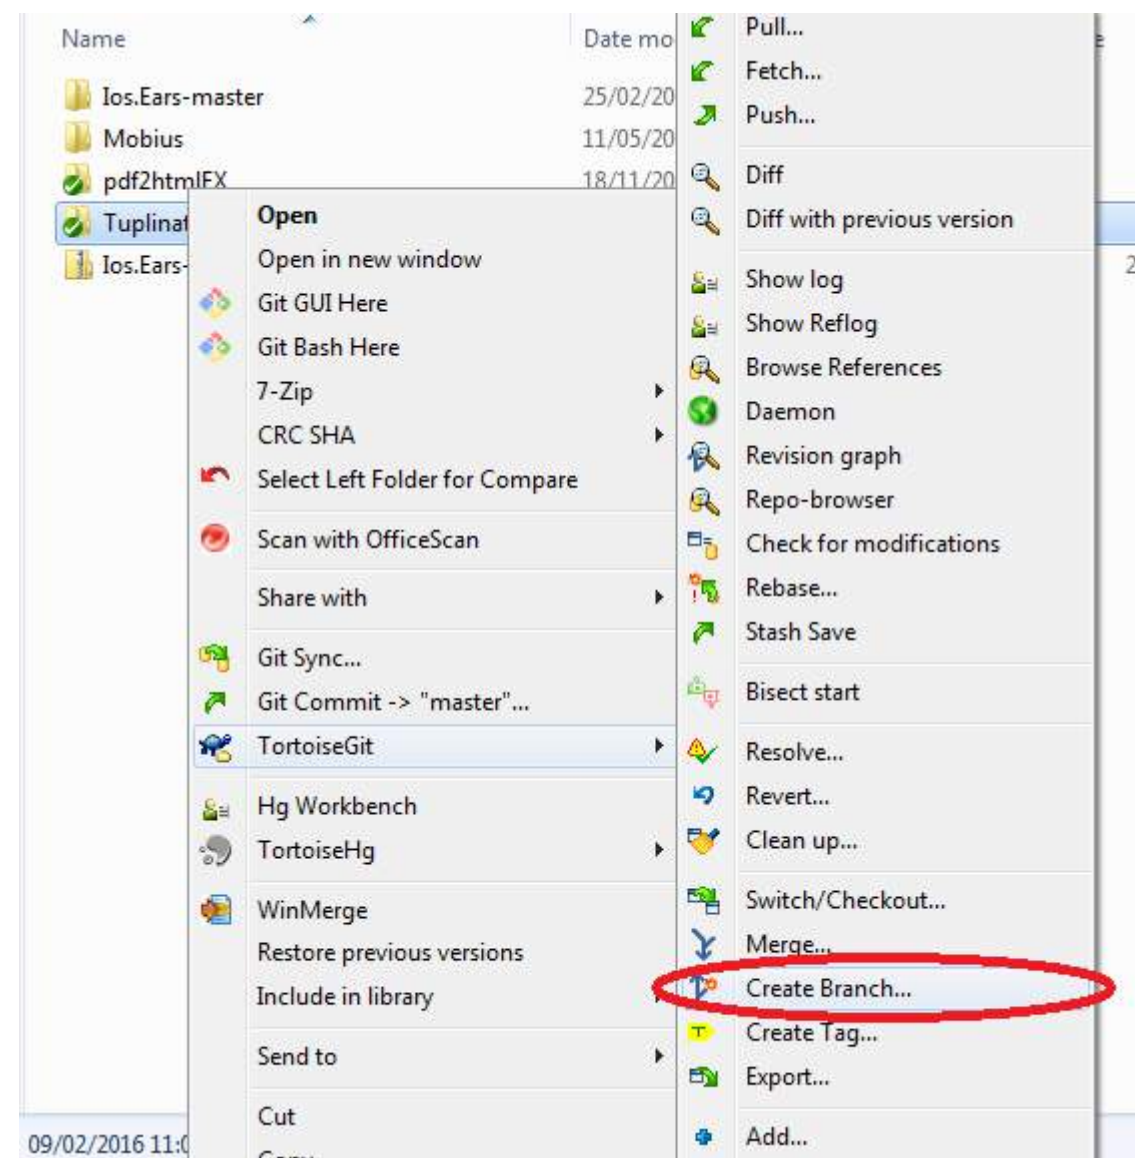 Name
Date mo
Ios.Ears-master
25/02/20
Mobius
11/05/20
pdf2htmlEX
18/11/20
Tuplinat
Ios.Ears-
2
Open
Open in new window
Git GUI Here
Git Bash Here
7-Zip
CRC SHA
Select Left Folder for Compare
Scan with OfficeScan
Share with
Git Sync...
Git Commit -> "master"...
TortoiseGit
Hg Workbench
TortoiseHg
WinMerge
Restore previous versions
Include in library
Send to
Cut
Copy
Pull...
Fetch...
Push...
Diff
Diff with previous version
Show log
Show Reflog
Browse References
Daemon
Revision graph
Repo-browser
Check for modifications
Rebase...
Stash Save
Bisect start
Resolve...
Revert...
Clean up...
Switch/Checkout...
Merge...
Create Branch...
Create Tag...
Export...
Add...
09/02/2016 11:0